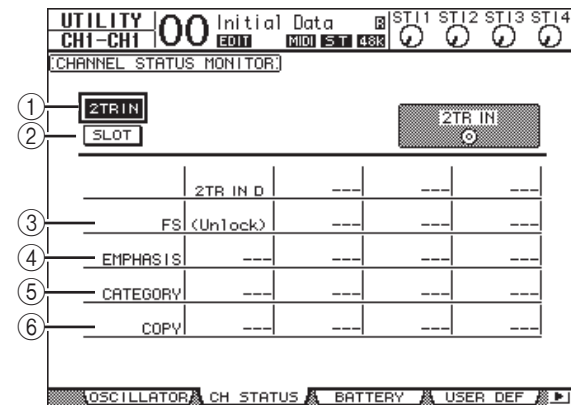 UTILITY 00 Initial Data R STI1 STI2 STI3 STI4
CH1-CH1 EDIT MIDI ST 48K
CHANNEL STATUS MONITOR
① 2TRIN
② SLOT
2TR IN
2TR IN D --- --- ---
③ FS (Unlock) --- --- ---
④ EMPHASIS --- --- --- ---
⑤ CATEGORY --- --- --- ---
⑥ COPY --- --- --- ---
OSCILLATOR CH STATUS BATTERY USER DEF